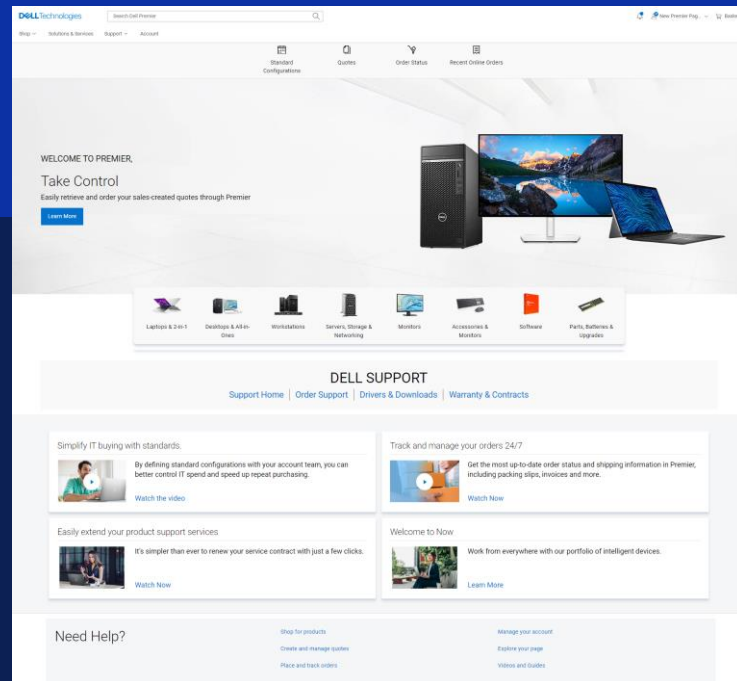 DELLTechnologies
Search Dell Premier
New Premier Pag...
Shop
Solutions & Services
Support
Account
Standard
Configurations
Quotes
Order Status
Recent Online Orders
WELCOME TO PREMIER,
Take Control
Easily retrieve and order your sales-created quotes through Premier
Learn More
Laptops & 2-in-1
Desktops & All-in-
Ones
Workstations
Servers, Storage &
Networking
Monitors
Accessories &
Monitors
Software
Parts, Batteries &
Upgrades
DELL SUPPORT
Support Home | Order Support | Drivers & Downloads | Warranty & Contracts
Simplify IT buying with standards.
By defining standard configurations with your account team, you can
better control IT spend and speed up repeat purchasing.
Watch the video
Track and manage your orders 24/7
Get the most up-to-date order status and shipping information in Premier,
including packing slips, invoices and more.
Watch Now
Easily extend your product support services
It's simpler than ever to renew your service contract with just a few clicks.
Watch Now
Welcome to Now
Work from everywhere with our portfolio of intelligent devices.
Learn More
Need Help?
Shop for products
Create and manage quotes
Place and track orders
Manage your account
Explore your page
Videos and Guides